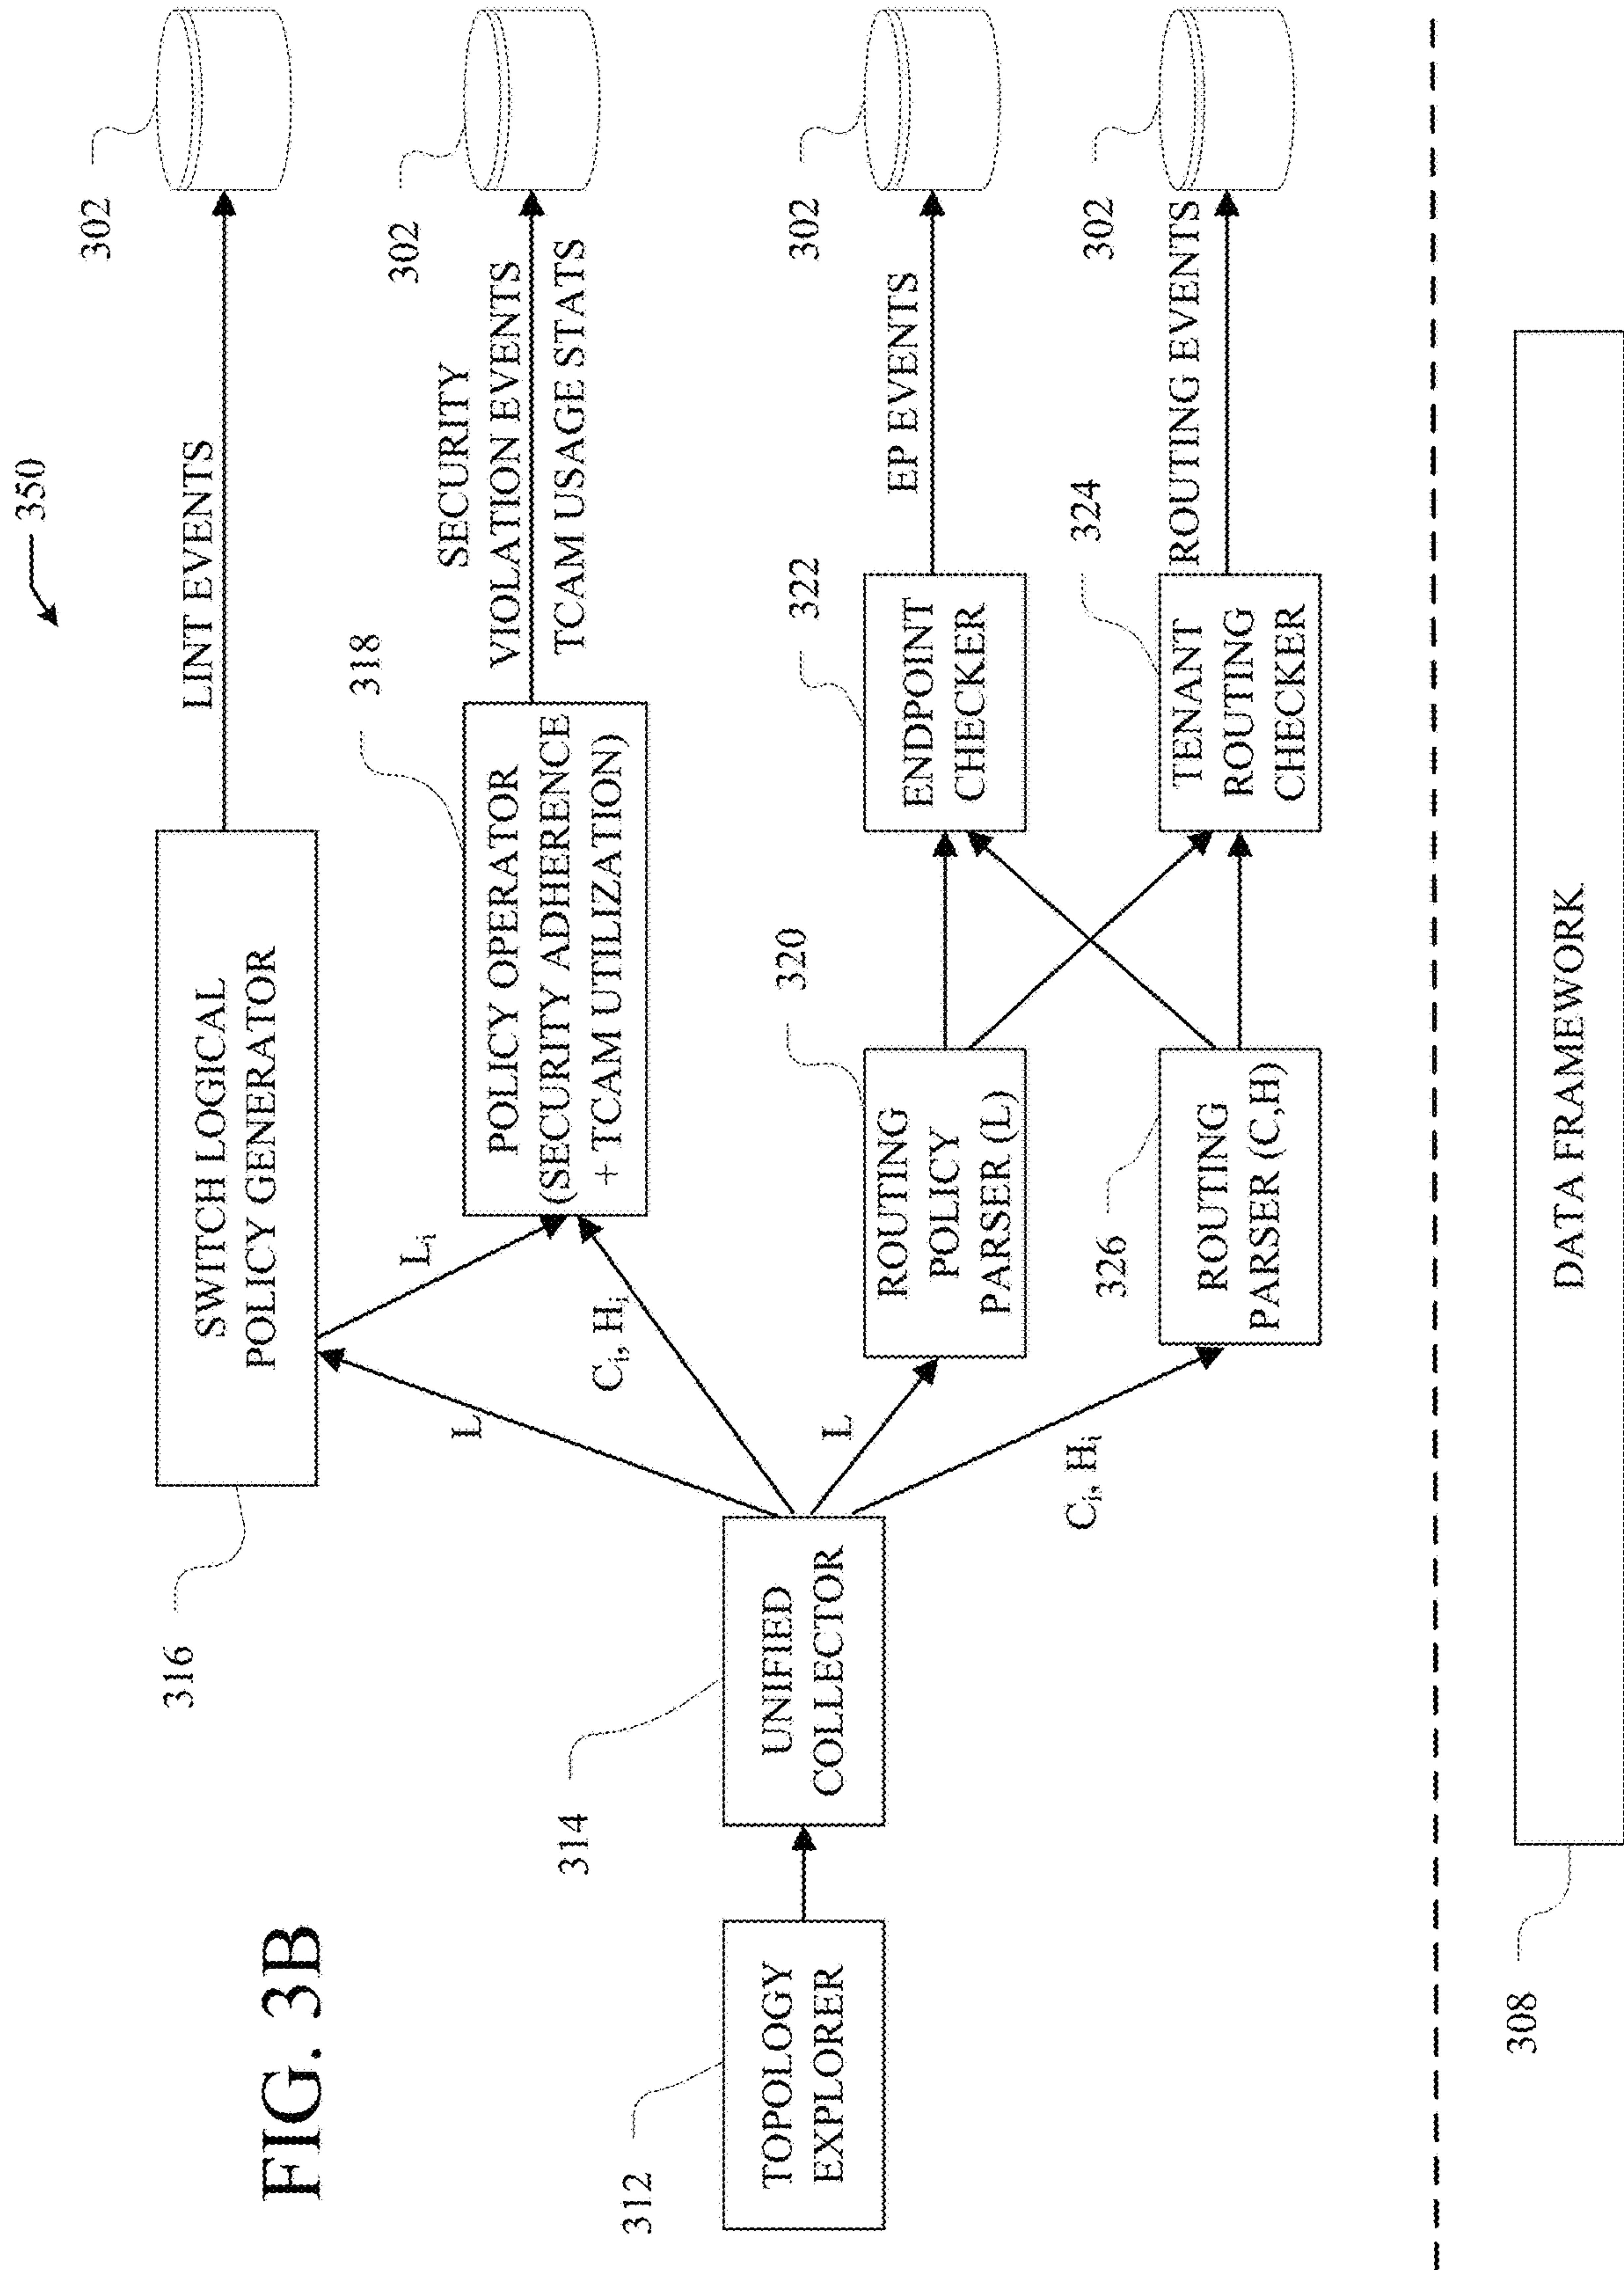 FIG. 3B
350
SWITCH LOGICAL
POLICY GENERATOR
316
LINT EVENTS
302
L
Li
Ci, Hi
POLICY OPERATOR
(SECURITY ADHERENCE
+ TCAM UTILIZATION)
318
SECURITY
VIOLATION EVENTS
TCAM USAGE STATS
302
TOPOLOGY
EXPLORER
312
UNIFIED
COLLECTOR
314
L
ROUTING
POLICY
PARSER (L)
320
ENDPOINT
CHECKER
322
EP EVENTS
302
Ci, Hi
ROUTING
PARSER (C,H)
326
TENANT
ROUTING
CHECKER
324
ROUTING EVENTS
302
DATA FRAMEWORK
308